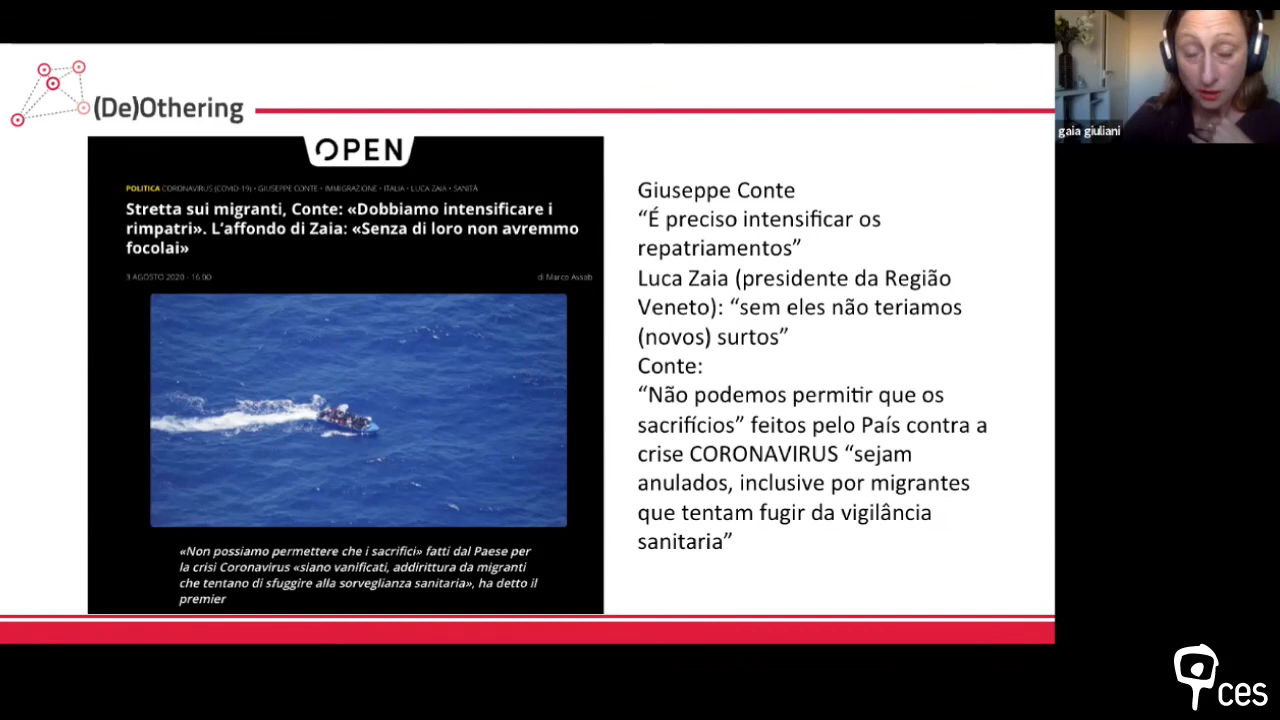 (De)Othering
OPEN
POLITICA CORONAVIRUS (COVID-19) • GIUSEPPE CONTE • IMMIGRAZIONE • ITALIA • LUCA ZAIA • SANITÀ
Stretta sui migranti, Conte: «Dobbiamo intensificare i
rimpatri». L’affondo di Zaia: «Senza di loro non avremmo
focolai»
3 AGOSTO 2020 - 16:00
di Marco Assab
«Non possiamo permettere che i sacrifici» fatti dal Paese per
la crisi Coronavirus «siano vanificati, addirittura da migranti
che tentano di sfuggire alla sorveglianza sanitaria», ha detto il
premier
Giuseppe Conte
“É preciso intensificar os
repatriamentos”
Luca Zaia (presidente da Região
Veneto): “sem eles não teriamos
(novos) surtos”
Conte:
“Não podemos permitir que os
sacrifícios” feitos pelo País contra a
crise CORONAVIRUS “sejam
anulados, inclusive por migrantes
que tentam fugir da vigilância
sanitaria”
gaia giuliani
ces